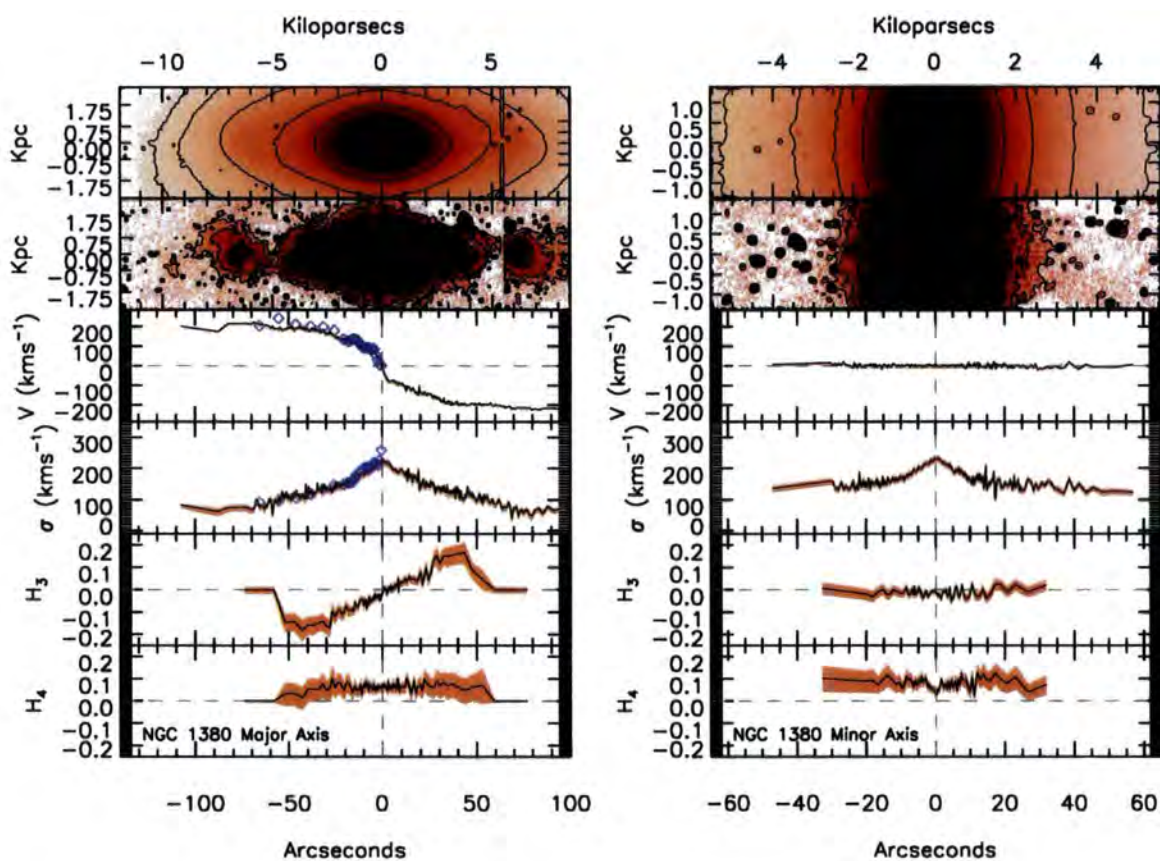 Kiloparsecs
-10 -5 0 5
Kpc
1.75
0.75
-0.00
-0.75
-1.75
Kpc
1.75
0.75
0.00
-0.75
-1.75
V (kms⁻¹)
200
100
0
-100
-200
σ (kms⁻¹)
300
200
100
0
H₃
0.2
0.1
0.0
-0.1
-0.2
H₄
0.2
0.1
0.0
-0.1
-0.2
NGC 1380 Major Axis
-100 -50 0 50 100
Arcseconds
Kiloparsecs
-4 -2 0 2 4
Kpc
1.0
0.5
0.0
-0.5
-1.0
Kpc
1.0
0.5
0.0
-0.5
-1.0
V (kms⁻¹)
200
100
0
-100
-200
σ (kms⁻¹)
300
200
100
0
H₃
0.2
0.1
0.0
-0.1
-0.2
H₄
0.2
0.1
0.0
-0.1
-0.2
NGC 1380 Minor Axis
-60 -40 -20 0 20 40 60
Arcseconds